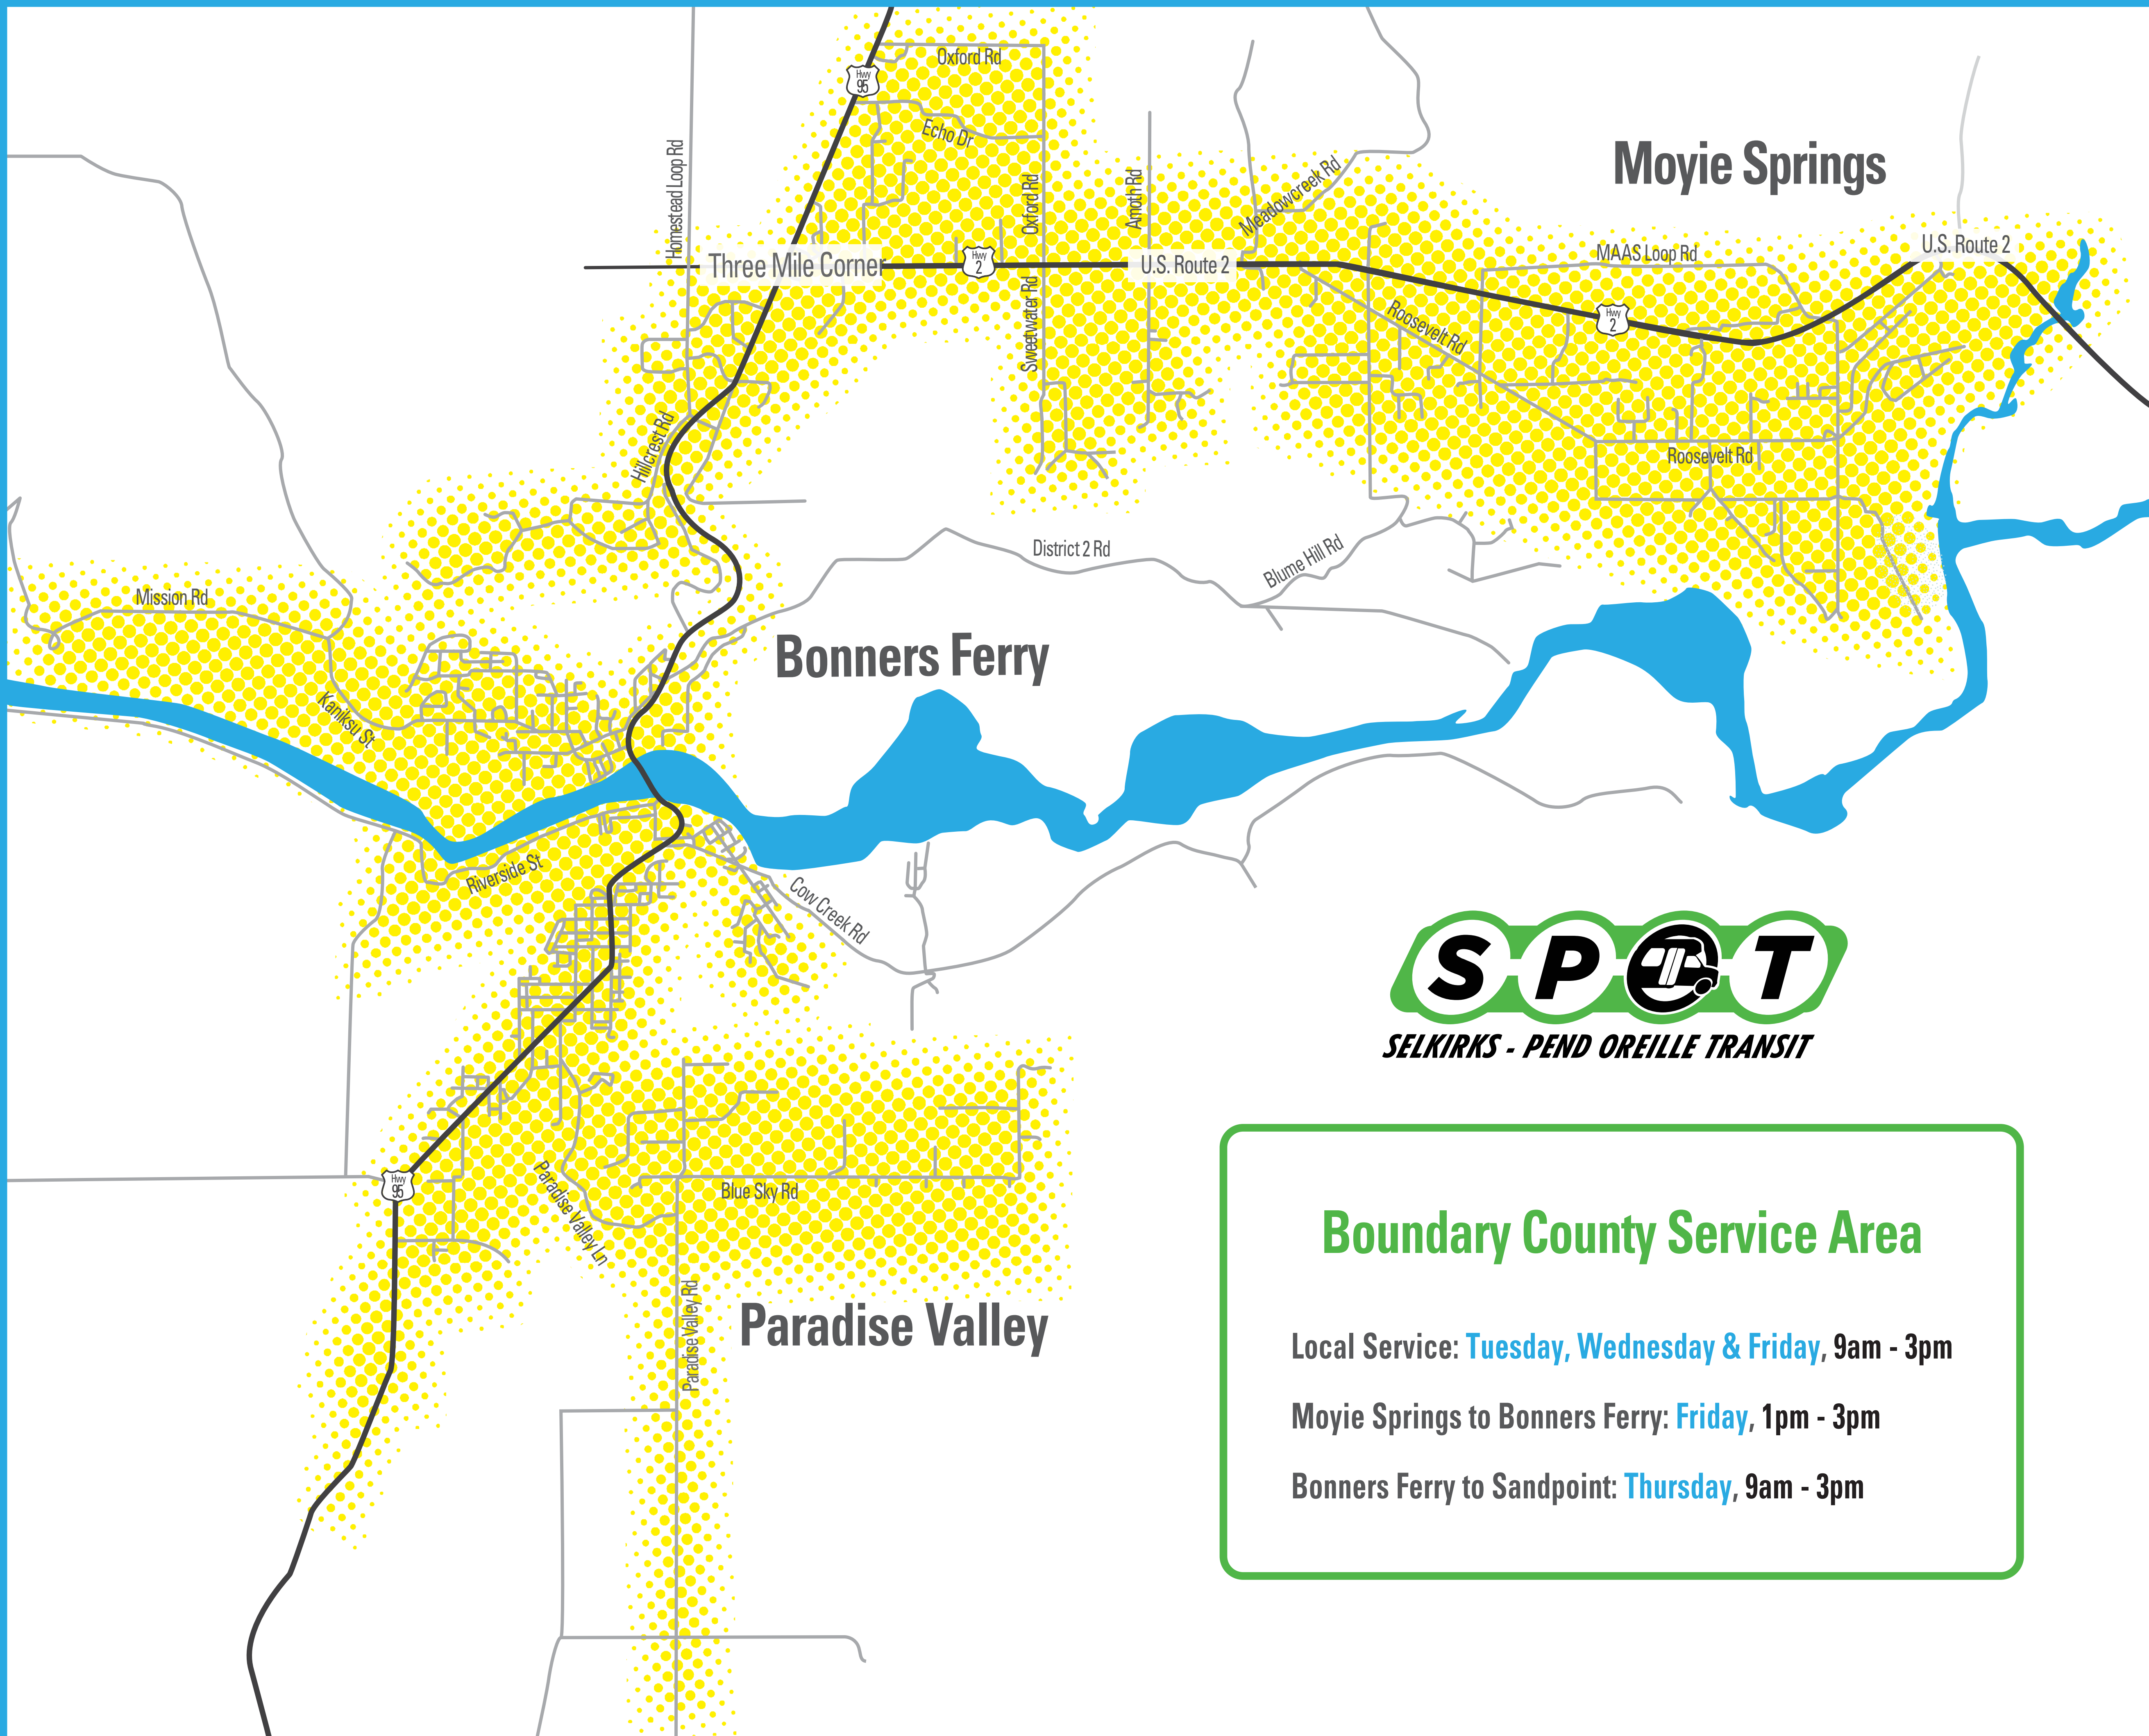 Oxford Rd
Hwy
95
Echo Dr
Homestead Loop Rd
Oxford Rd
Amoth Rd
Meadowcreek Rd
Moyie Springs
Three Mile Corner
Hwy
2
U.S. Route 2
MAAS Loop Rd
U.S. Route 2
Sweetwater Rd
Roosevelt Rd
Hwy
2
Hillcrest Rd
Roosevelt Rd
District 2 Rd
Blume Hill Rd
Mission Rd
Bonners Ferry
Kaniksu St
Riverside St
Cow Creek Rd
SPOT
SELKIRKS - PEND OREILLE TRANSIT
Hwy
95
Paradise Valley Ln
Blue Sky Rd
Paradise Valley Rd
Paradise Valley
Boundary County Service Area
Local Service: Tuesday, Wednesday & Friday, 9am - 3pm
Moyie Springs to Bonners Ferry: Friday, 1pm - 3pm
Bonners Ferry to Sandpoint: Thursday, 9am - 3pm